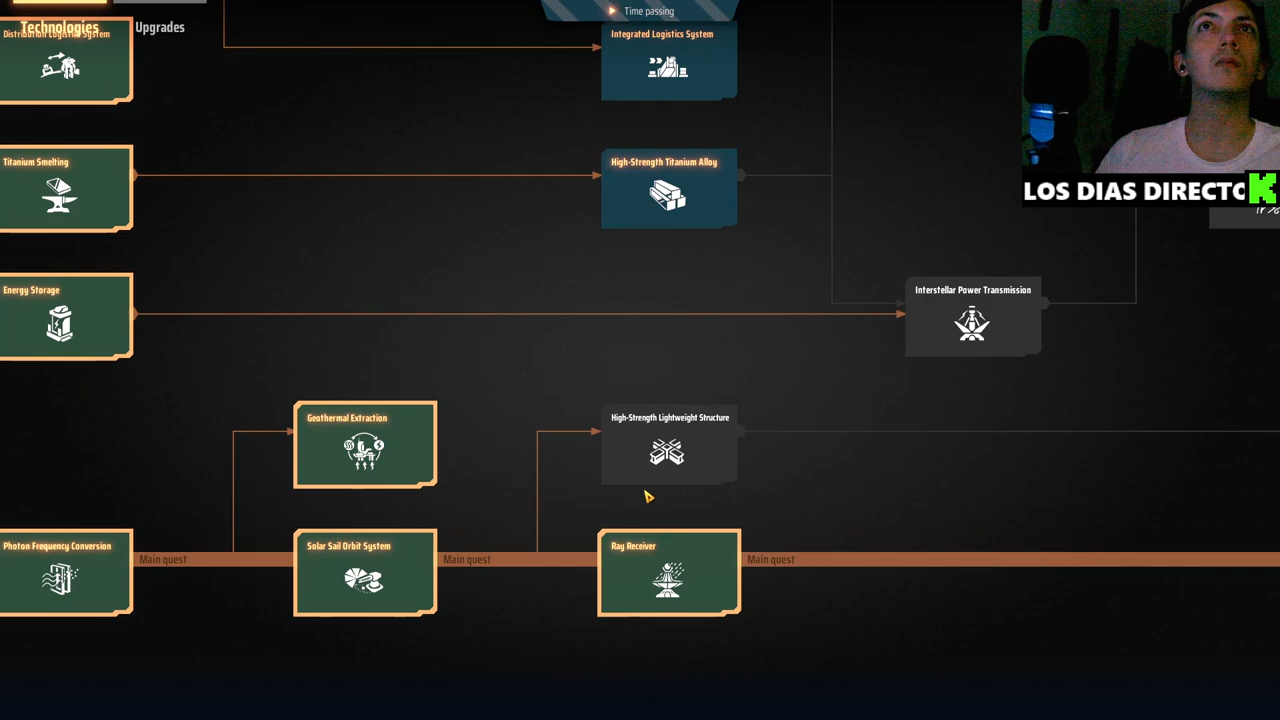 Time passing
Technologies
Upgrades
Distribution Logistics System
Integrated Logistics System
Titanium Smelting
High-Strength Titanium Alloy
LOS DIAS DIRECTO
K
Energy Storage
Interstellar Power Transmission
Geothermal Extraction
High-Strength Lightweight Structure
Photon Frequency Conversion
Main quest
Solar Sail Orbit System
Main quest
Ray Receiver
Main quest